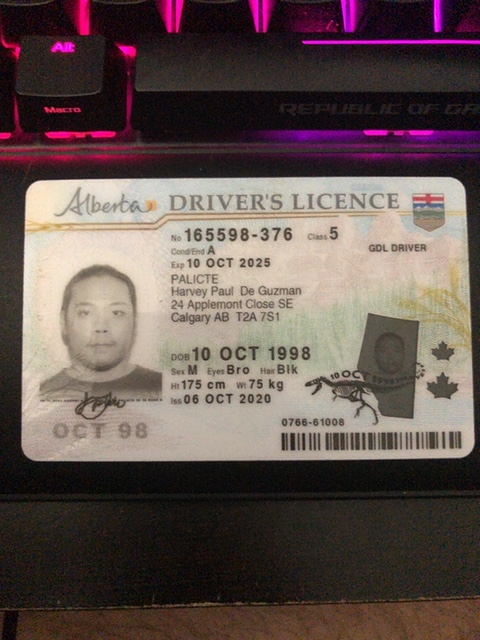 Alt
Macro
REPUBLIC OF GA
Alberta DRIVER'S LICENCE
No 165598-376 Class 5
Cond/End A
GDL DRIVER
Exp 10 OCT 2025
PALICTE
Harvey Paul De Guzman
24 Applemont Close SE
Calgary AB T2A 7S1
DOB 10 OCT 1998
Sex M Eyes Bro Hair Blk
Ht 175 cm Wt 75 kg
Iss 06 OCT 2020
10 OCT 1998
OCT 98
0766-61008